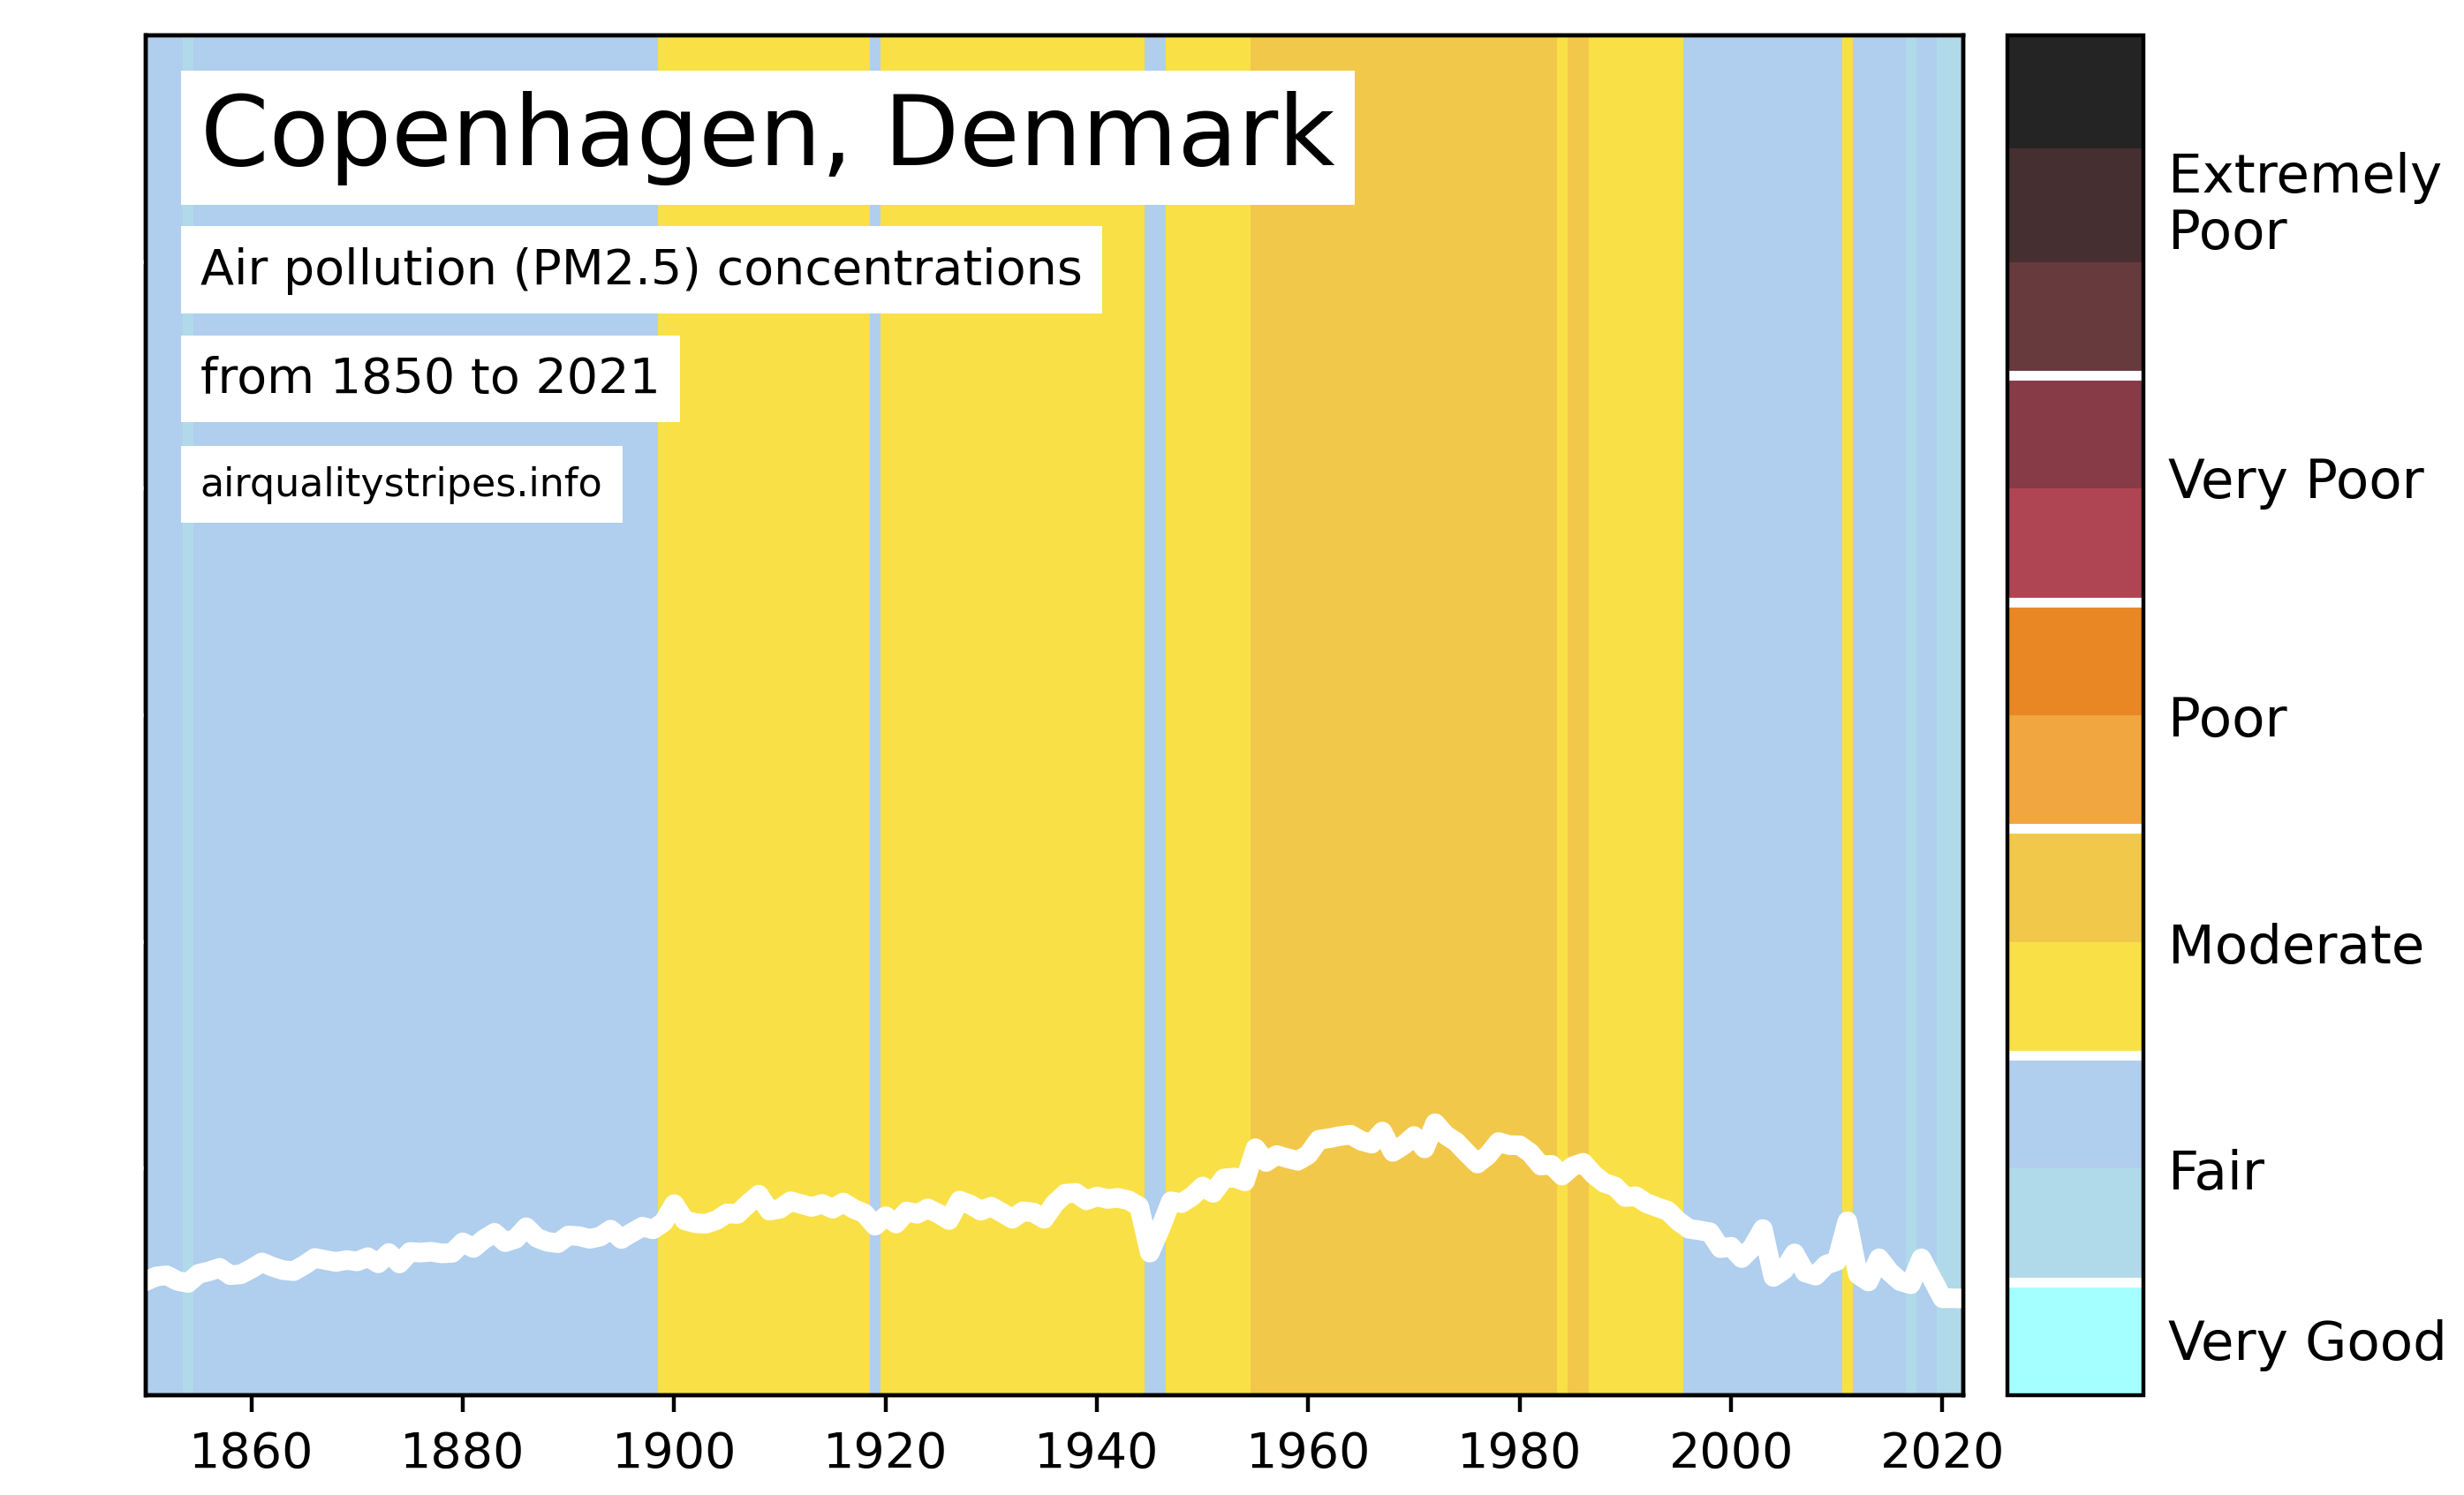 Copenhagen, Denmark
Air pollution (PM2.5) concentrations
from 1850 to 2021
airqualitystripes.info
Extremely
Poor
Very Poor
Poor
Moderate
Fair
Very Good
1860 1880 1900 1920 1940 1960 1980 2000 2020